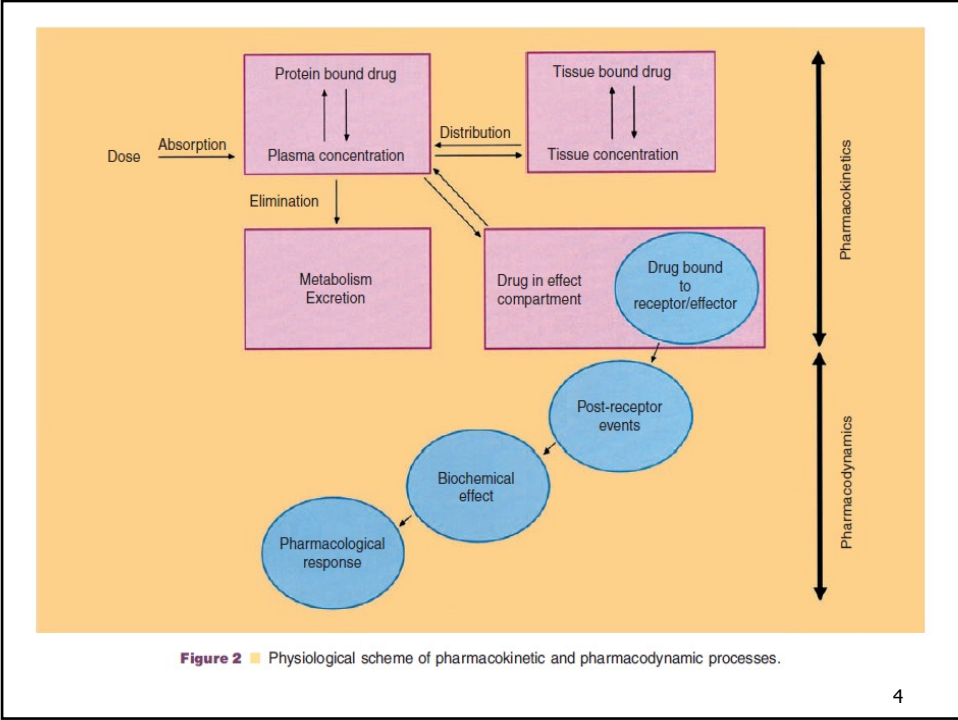 Protein bound drug
Tissue bound drug
Distribution
Absorption
Dose
Plasma concentration
Tissue concentration
Elimination
Metabolism
Excretion
Drug in effect
compartment
Drug bound
to
receptor/effector
Pharmacokinetics
Post-receptor
events
Biochemical
effect
Pharmacological
response
Pharmacodynamics
Figure 2 Physiological scheme of pharmacokinetic and pharmacodynamic processes.
4